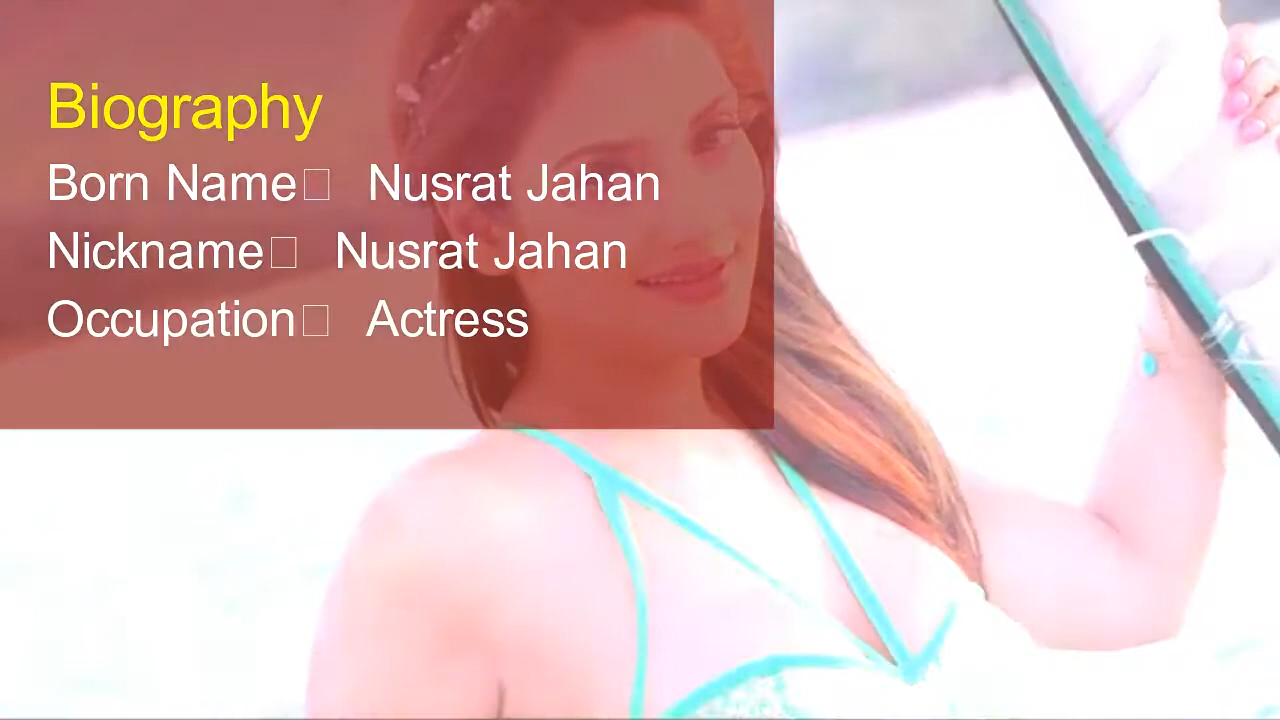 Biography
Born Name□ Nusrat Jahan
Nickname□ Nusrat Jahan
Occupation□ Actress